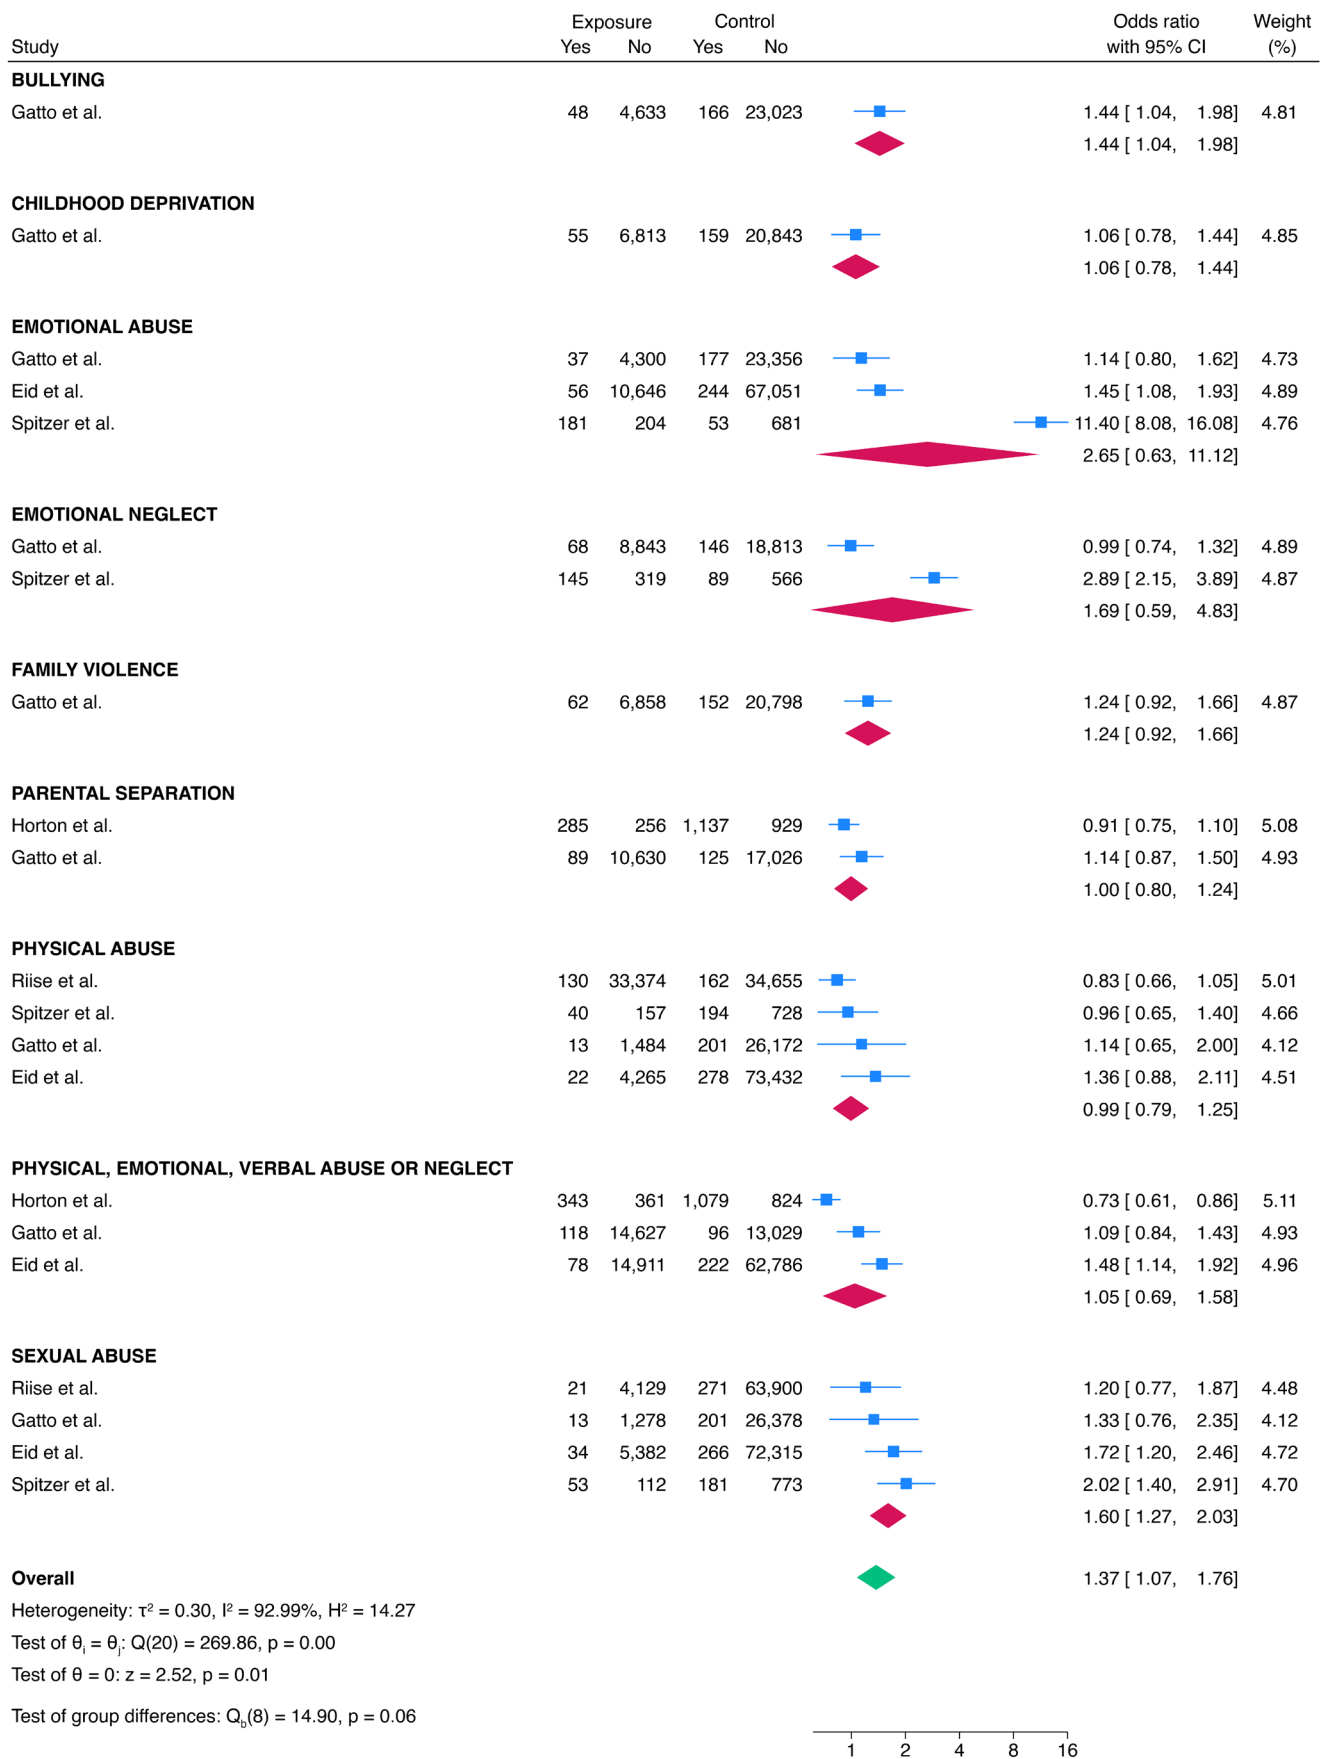 Exposure Control Odds ratio Weight
Study Yes No Yes No with 95% CI (%)
BULLYING
Gatto et al. 48 4,633 166 23,023 1.44 [ 1.04, 1.98] 4.81
1.44 [ 1.04, 1.98]
CHILDHOOD DEPRIVATION
Gatto et al. 55 6,813 159 20,843 1.06 [ 0.78, 1.44] 4.85
1.06 [ 0.78, 1.44]
EMOTIONAL ABUSE
Gatto et al. 37 4,300 177 23,356 1.14 [ 0.80, 1.62] 4.73
Eid et al. 56 10,646 244 67,051 1.45 [ 1.08, 1.93] 4.89
Spitzer et al. 181 204 53 681 11.40 [ 8.08, 16.08] 4.76
2.65 [ 0.63, 11.12]
EMOTIONAL NEGLECT
Gatto et al. 68 8,843 146 18,813 0.99 [ 0.74, 1.32] 4.89
Spitzer et al. 145 319 89 566 2.89 [ 2.15, 3.89] 4.87
1.69 [ 0.59, 4.83]
FAMILY VIOLENCE
Gatto et al. 62 6,858 152 20,798 1.24 [ 0.92, 1.66] 4.87
1.24 [ 0.92, 1.66]
PARENTAL SEPARATION
Horton et al. 285 256 1,137 929 0.91 [ 0.75, 1.10] 5.08
Gatto et al. 89 10,630 125 17,026 1.14 [ 0.87, 1.50] 4.93
1.00 [ 0.80, 1.24]
PHYSICAL ABUSE
Riise et al. 130 33,374 162 34,655 0.83 [ 0.66, 1.05] 5.01
Spitzer et al. 40 157 194 728 0.96 [ 0.65, 1.40] 4.66
Gatto et al. 13 1,484 201 26,172 1.14 [ 0.65, 2.00] 4.12
Eid et al. 22 4,265 278 73,432 1.36 [ 0.88, 2.11] 4.51
0.99 [ 0.79, 1.25]
PHYSICAL, EMOTIONAL, VERBAL ABUSE OR NEGLECT
Horton et al. 343 361 1,079 824 0.73 [ 0.61, 0.86] 5.11
Gatto et al. 118 14,627 96 13,029 1.09 [ 0.84, 1.43] 4.93
Eid et al. 78 14,911 222 62,786 1.48 [ 1.14, 1.92] 4.96
1.05 [ 0.69, 1.58]
SEXUAL ABUSE
Riise et al. 21 4,129 271 63,900 1.20 [ 0.77, 1.87] 4.48
Gatto et al. 13 1,278 201 26,378 1.33 [ 0.76, 2.35] 4.12
Eid et al. 34 5,382 266 72,315 1.72 [ 1.20, 2.46] 4.72
Spitzer et al. 53 112 181 773 2.02 [ 1.40, 2.91] 4.70
1.60 [ 1.27, 2.03]
Overall 1.37 [ 1.07, 1.76]
Heterogeneity: τ² = 0.30, I² = 92.99%, H² = 14.27
Test of θᵢ = θⱼ: Q(20) = 269.86, p = 0.00
Test of θ = 0: z = 2.52, p = 0.01
Test of group differences: Q_b(8) = 14.90, p = 0.06
1 2 4 8 16